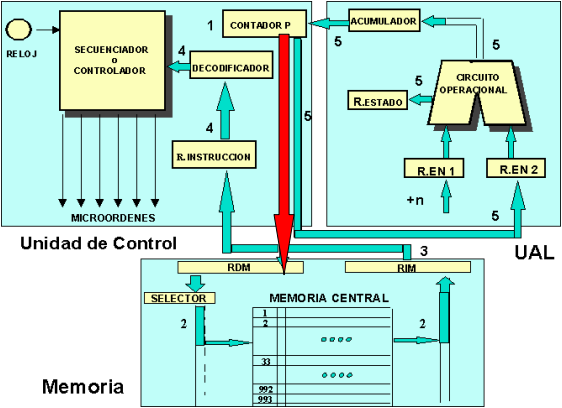 1
CONTADOR P
ACUMULADOR
5
5
RELOJ
SECUENCIADOR
O
CONTROLADOR
4
DECODIFICADOR
5
CIRCUITO
OPERACIONAL
R.ESTADO
5
4
R.INSTRUCCION
R.EN 1
R.EN 2
+n
5
MICROORDENES
Unidad de Control
3
UAL
RDM
RIM
SELECTOR
MEMORIA CENTRAL
1
2
2
2
33
992
993
Memoria